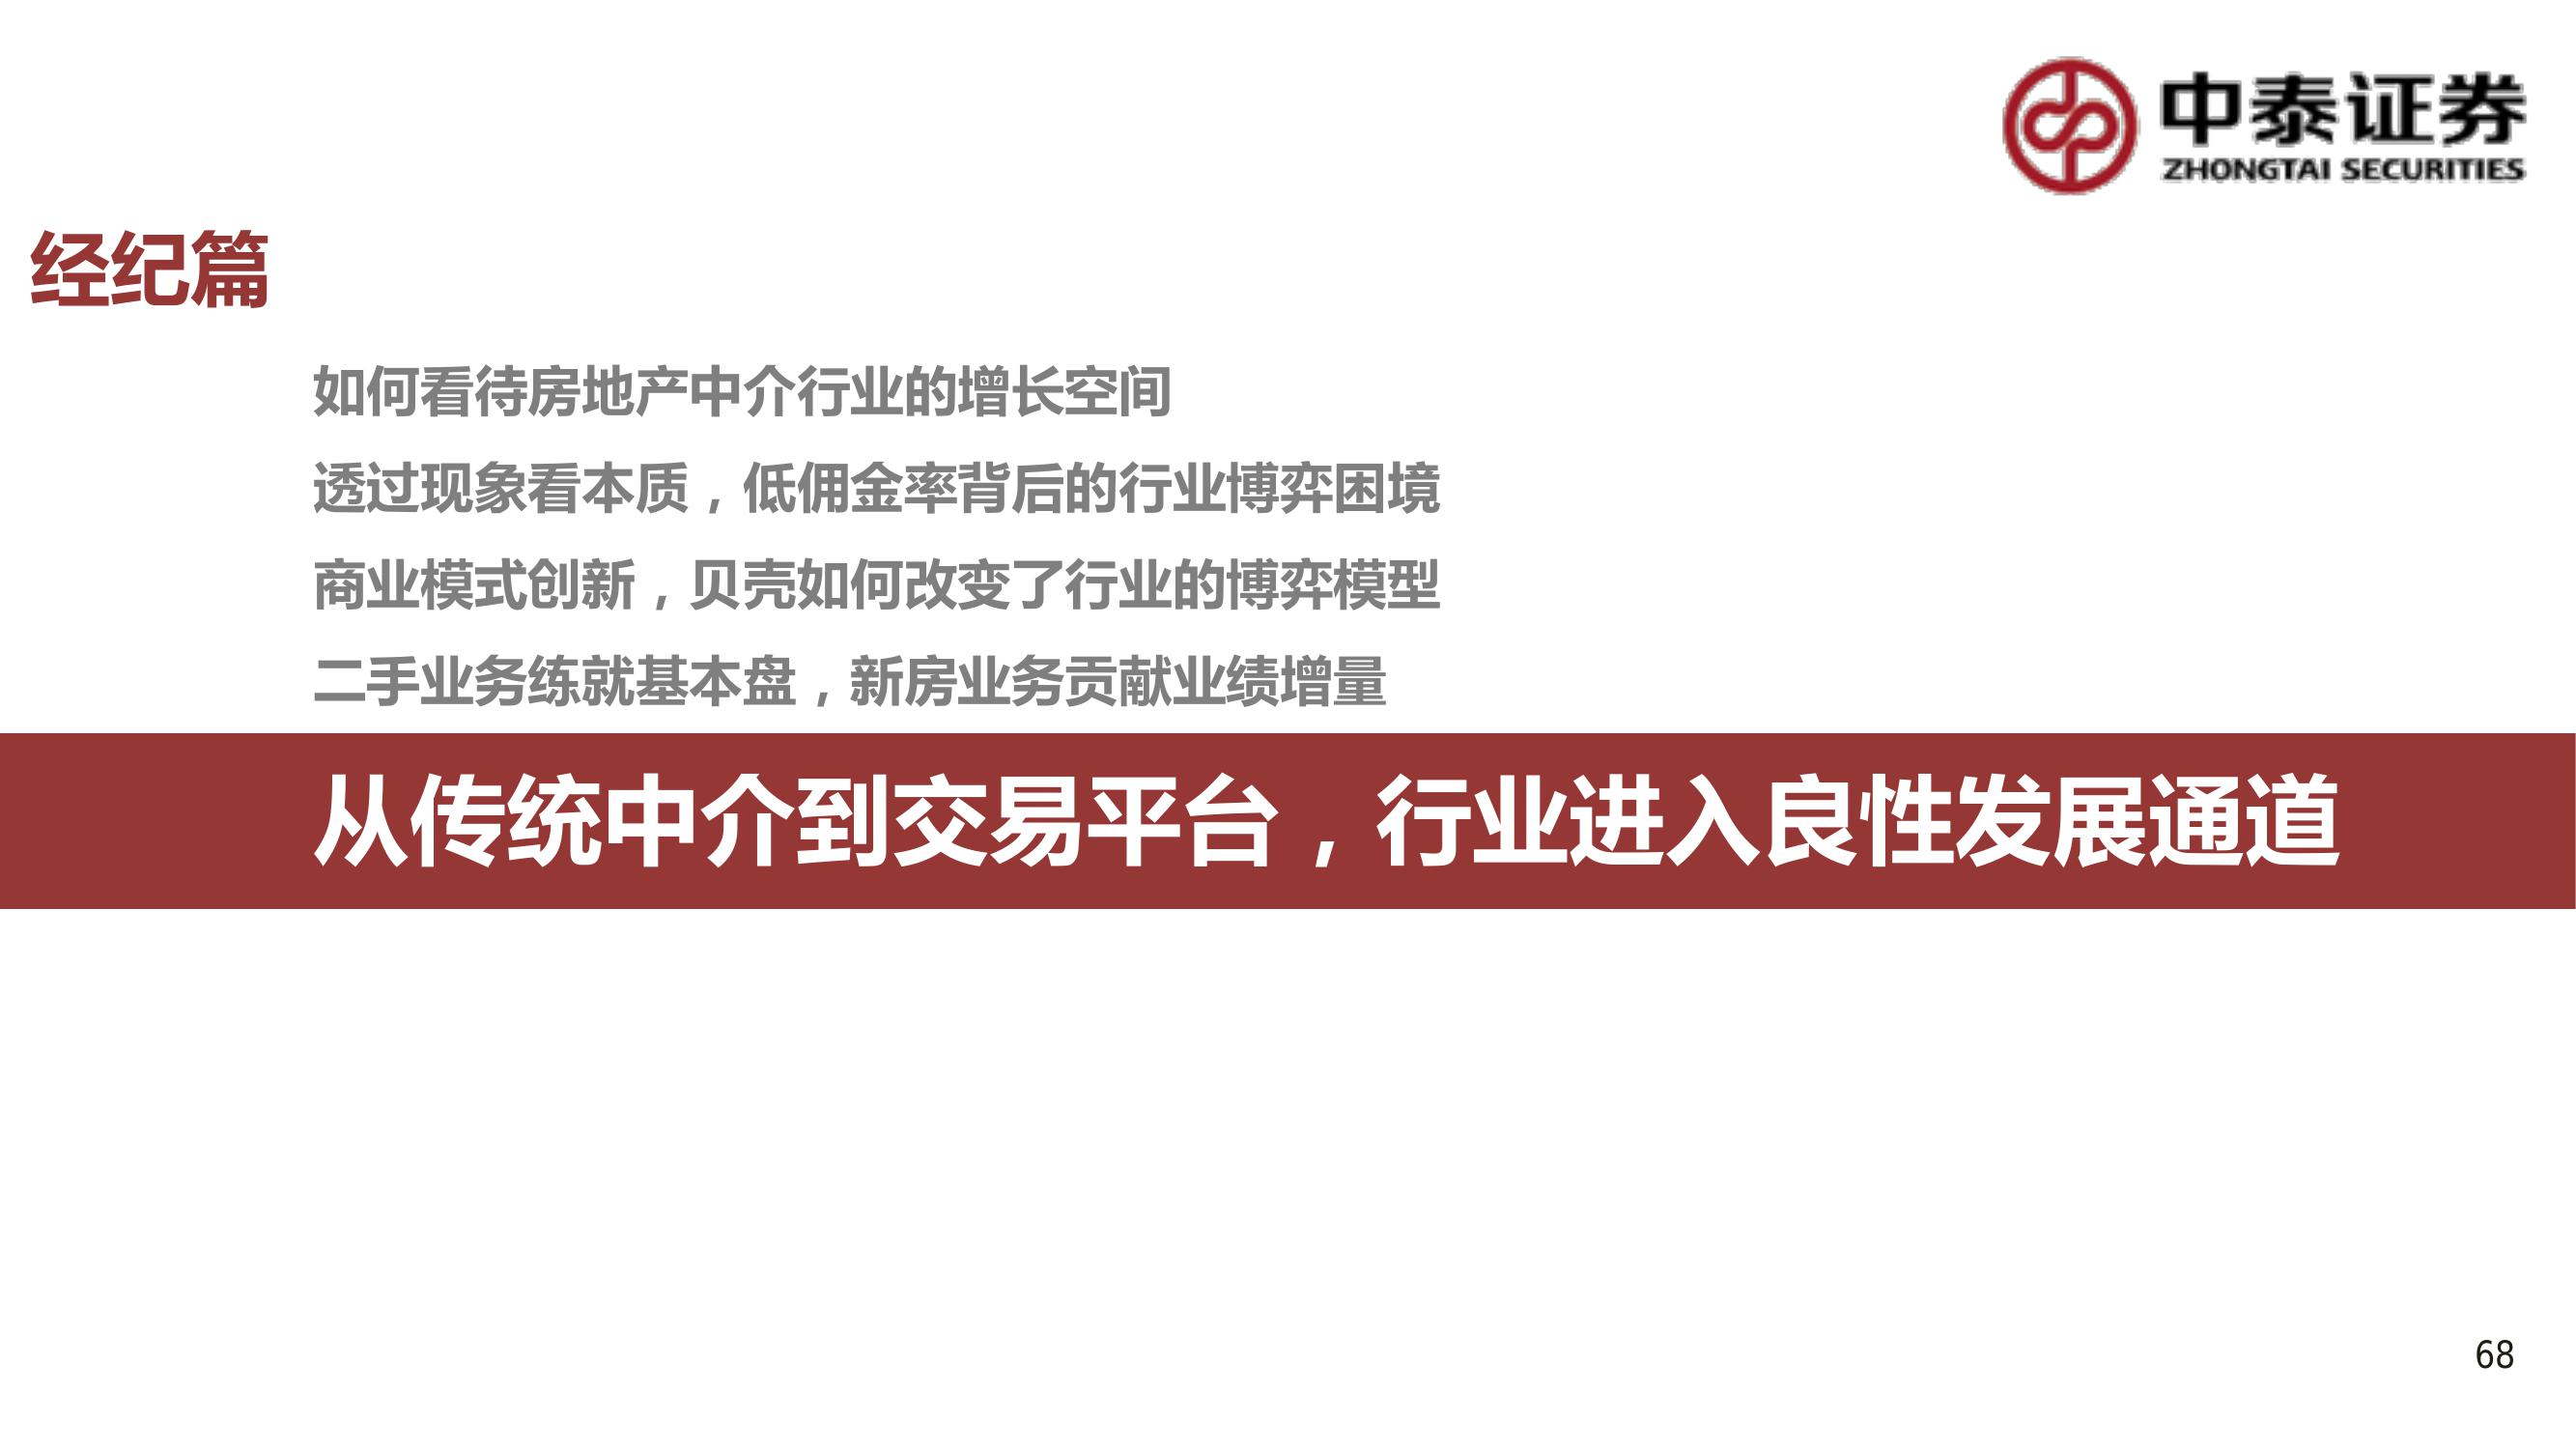 中泰证券
ZHONGTAI SECURITIES
经纪篇
如何看待房地产中介行业的增长空间
透过现象看本质，低佣金率背后的行业博弈困境
商业模式创新，贝壳如何改变了行业的博弈模型
二手业务练就基本盘，新房业务贡献业绩增量
从传统中介到交易平台，行业进入良性发展通道
68